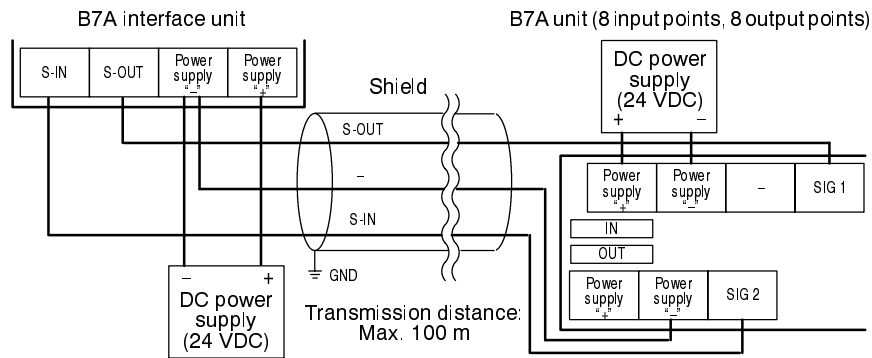 B7A interface unit
B7A unit (8 input points, 8 output points)
S-IN
S-OUT
Power
supply
"–"
Power
supply
"+"
Shield
DC power
supply
(24 VDC)
+
–
S-OUT
–
S-IN
GND
Power
supply
"+"
Power
supply
"–"
–
SIG 1
IN
OUT
Power
supply
"+"
Power
supply
"–"
SIG 2
–
+
DC power
supply
(24 VDC)
Transmission distance:
Max. 100 m